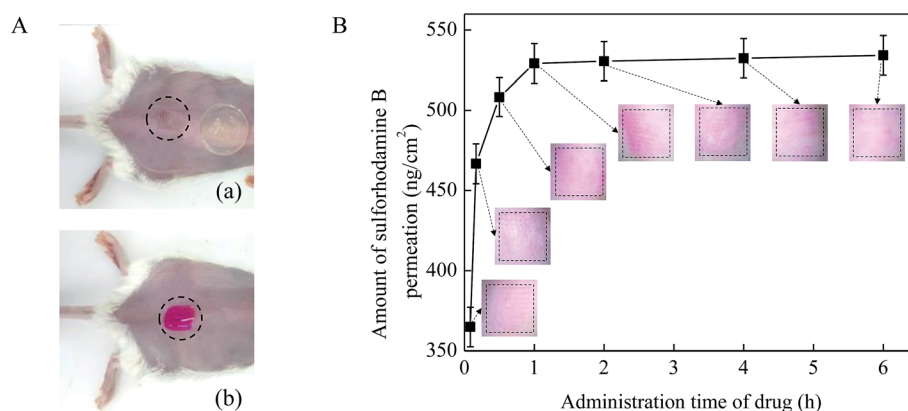 A
(a)
(b)
B
Amount of sulforhodamine B
permeation (ng/cm²)
550
500
450
400
350
0 1 2 3 4 5 6
Administration time of drug (h)